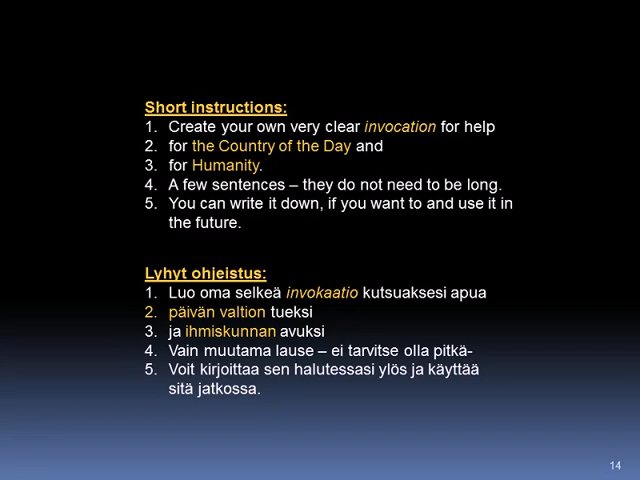 Short instructions:
1. Create your own very clear invocation for help
2. for the Country of the Day and
3. for Humanity.
4. A few sentences – they do not need to be long.
5. You can write it down, if you want to and use it in
the future.
Lyhyt ohjeistus:
1. Luo oma selkeä invokaatio kutsuaksesi apua
2. päivän valtion tueksi
3. ja ihmiskunnan avuksi
4. Vain muutama lause – ei tarvitse olla pitkä-
5. Voit kirjoittaa sen halutessasi ylös ja käyttää
sitä jatkossa.
14